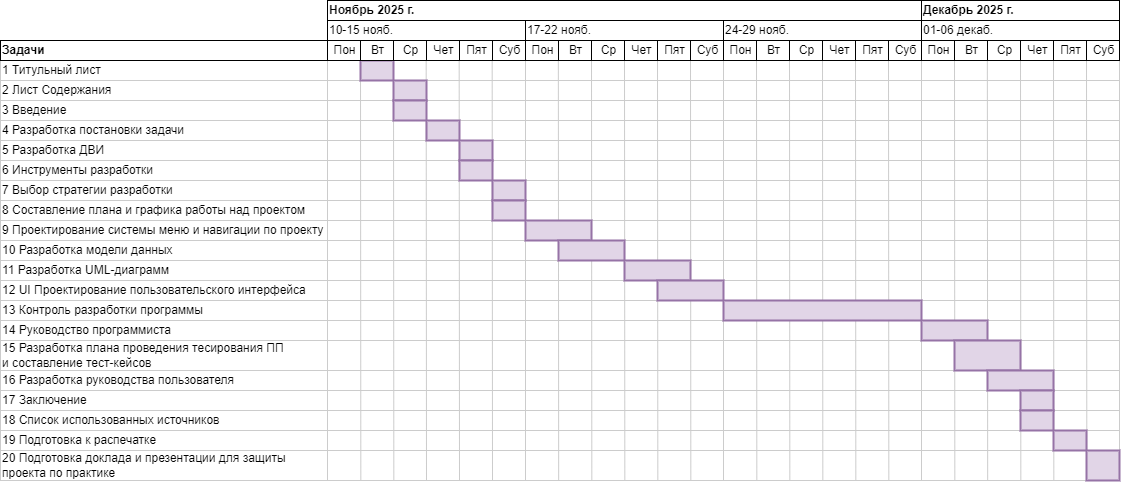 Ноябрь 2025 г. Декабрь 2025 г.
10-15 нояб. 17-22 нояб. 24-29 нояб. 01-06 декаб.
Задачи Пон Вт Ср Чет Пят Суб Пон Вт Ср Чет Пят Суб Пон Вт Ср Чет Пят Суб Пон Вт Ср Чет Пят Суб
1 Титульный лист
2 Лист Содержания
3 Введение
4 Разработка постановки задачи
5 Разработка ДВИ
6 Инструменты разработки
7 Выбор стратегии разработки
8 Составление плана и графика работы над проектом
9 Проектирование системы меню и навигации по проекту
10 Разработка модели данных
11 Разработка UML-диаграмм
12 UI Проектирование пользовательского интерфейса
13 Контроль разработки программы
14 Руководство программиста
15 Разработка плана проведения тесирования ПП
и составление тест-кейсов
16 Разработка руководства пользователя
17 Заключение
18 Список использованных источников
19 Подготовка к распечатке
20 Подготовка доклада и презентации для защиты
проекта по практике